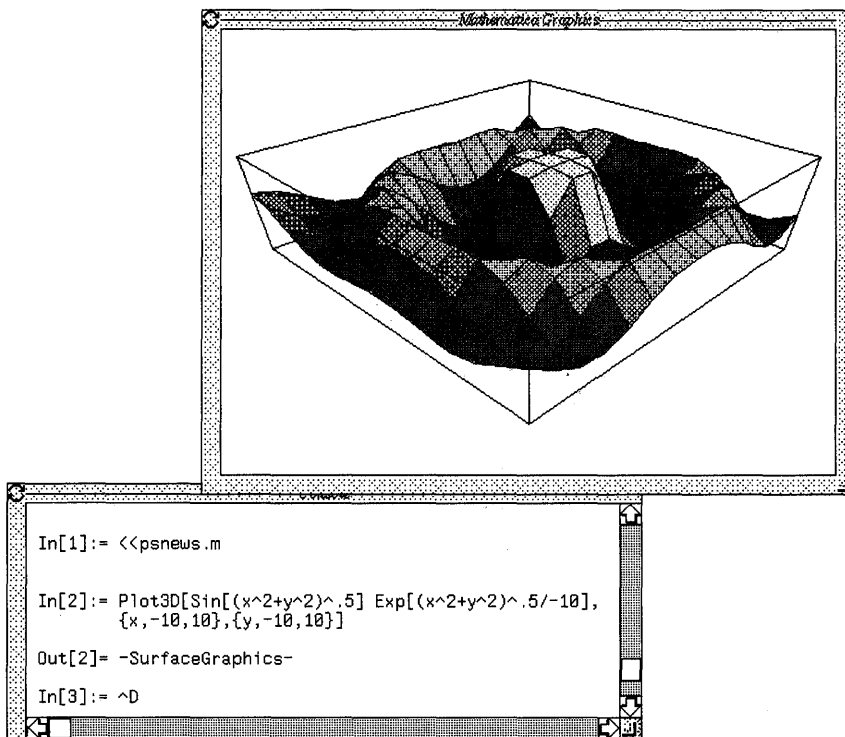 Mathematica Graphics
In[1]:= <<psnews.m
In[2]:= Plot3D[Sin[(x^2+y^2)^.5] Exp[(x^2+y^2)^.5/-10],
{x,-10,10},{y,-10,10}]
Out[2]= -SurfaceGraphics-
In[3]:= ^D